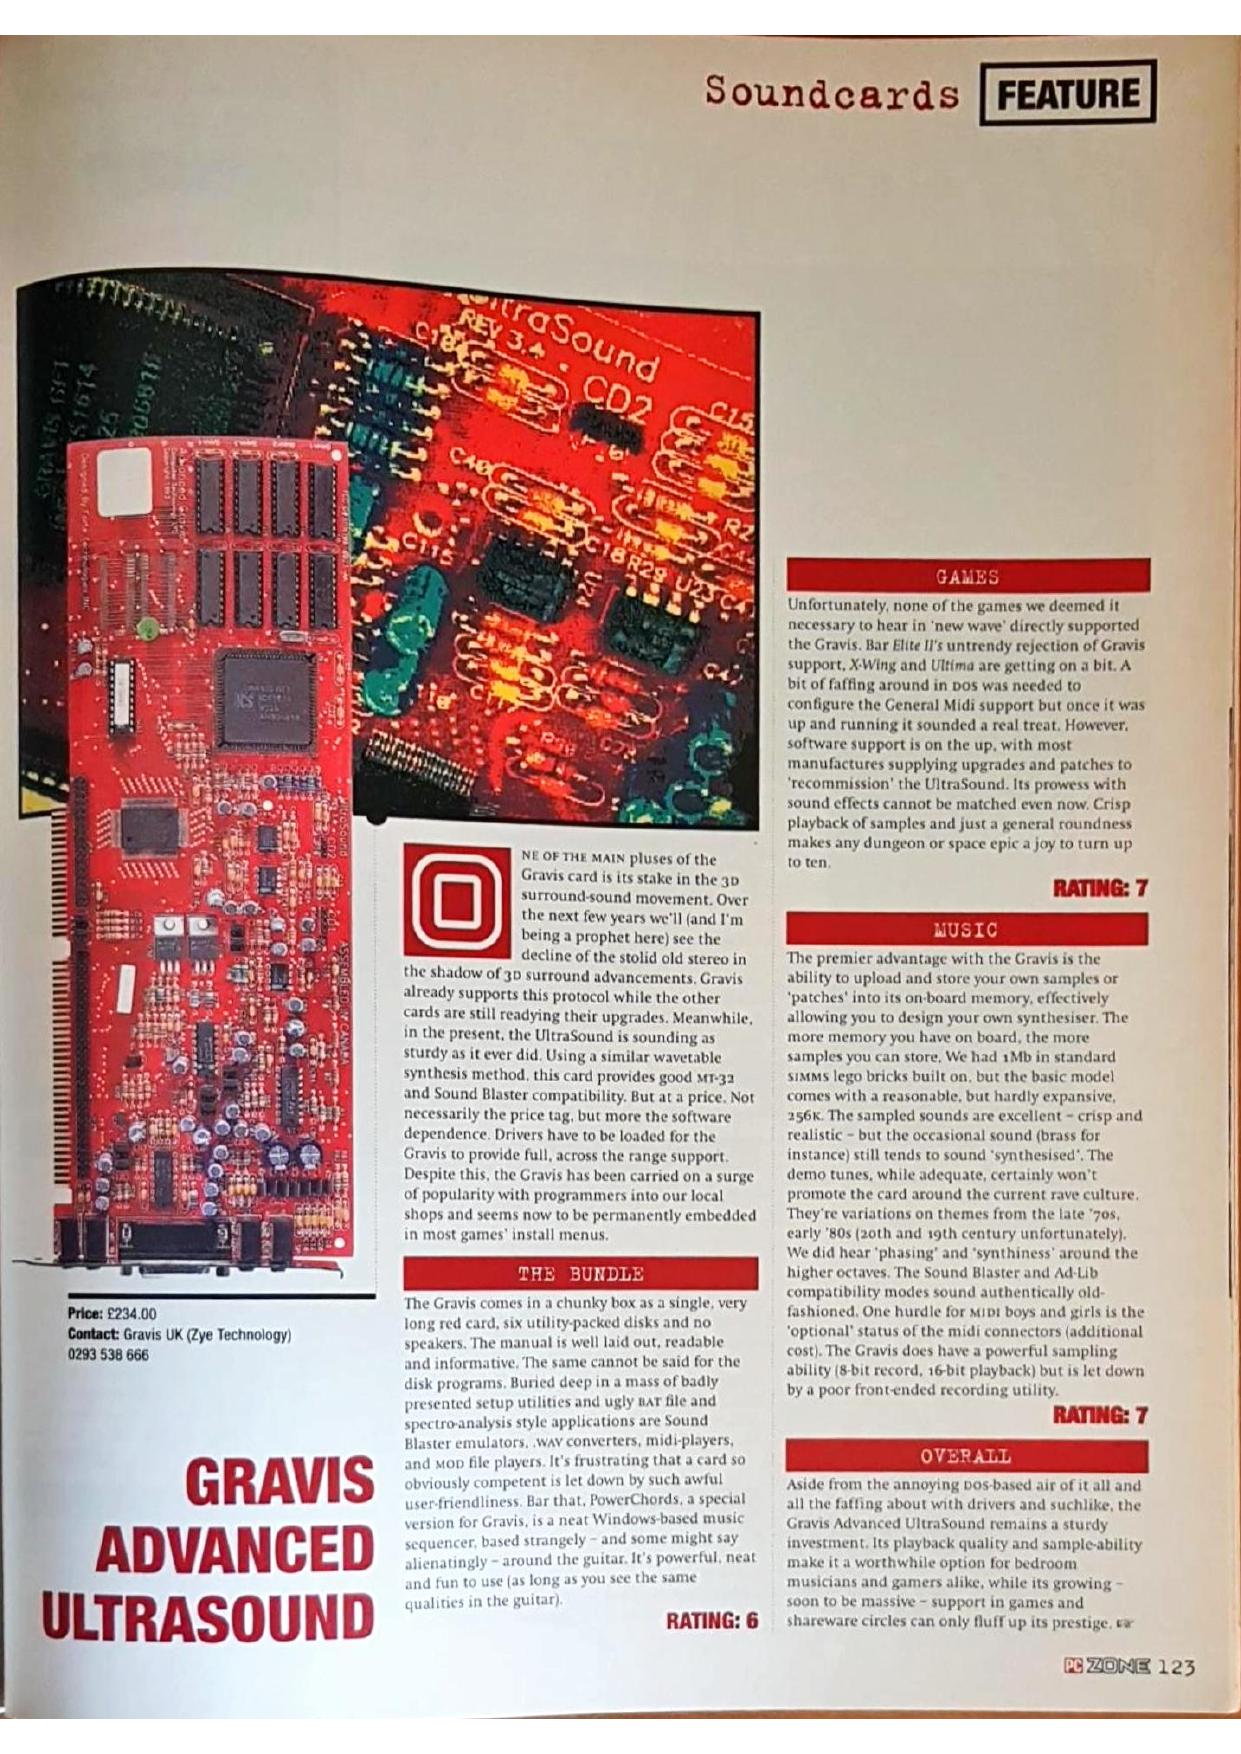 Soundcards FEATURE
UltraSound
REV 3.4
CD2
C40
C115
C18 R29 U23
U24
ASSEMBLED IN CANADA
Price: £234.00
Contact: Gravis UK (Zye Technology)
0293 538 666
GRAVIS
ADVANCED
ULTRASOUND
ONE OF THE MAIN pluses of the
Gravis card is its stake in the 3D
surround-sound movement. Over
the next few years we'll (and I'm
being a prophet here) see the
decline of the stolid old stereo in
the shadow of 3D surround advancements. Gravis
already supports this protocol while the other
cards are still readying their upgrades. Meanwhile,
in the present, the UltraSound is sounding as
sturdy as it ever did. Using a similar wavetable
synthesis method, this card provides good MT-32
and Sound Blaster compatibility. But at a price. Not
necessarily the price tag, but more the software
dependence. Drivers have to be loaded for the
Gravis to provide full, across the range support.
Despite this, the Gravis has been carried on a surge
of popularity with programmers into our local
shops and seems now to be permanently embedded
in most games' install menus.
THE BUNDLE
The Gravis comes in a chunky box as a single, very
long red card, six utility-packed disks and no
speakers. The manual is well laid out, readable
and informative. The same cannot be said for the
disk programs. Buried deep in a mass of badly
presented setup utilities and ugly BAT file and
spectro-analysis style applications are Sound
Blaster emulators, .WAV converters, midi-players,
and MOD file players. It's frustrating that a card so
obviously competent is let down by such awful
user-friendliness. Bar that, PowerChords, a special
version for Gravis, is a neat Windows-based music
sequencer, based strangely – and some might say
alienatingly – around the guitar. It's powerful, neat
and fun to use (as long as you see the same
qualities in the guitar).
RATING: 6
GAMES
Unfortunately, none of the games we deemed it
necessary to hear in 'new wave' directly supported
the Gravis. Bar Elite II's untrendy rejection of Gravis
support, X-Wing and Ultima are getting on a bit. A
bit of faffing around in DOS was needed to
configure the General Midi support but once it was
up and running it sounded a real treat. However,
software support is on the up, with most
manufactures supplying upgrades and patches to
'recommission' the UltraSound. Its prowess with
sound effects cannot be matched even now. Crisp
playback of samples and just a general roundness
makes any dungeon or space epic a joy to turn up
to ten.
RATING: 7
MUSIC
The premier advantage with the Gravis is the
ability to upload and store your own samples or
'patches' into its on-board memory, effectively
allowing you to design your own synthesiser. The
more memory you have on board, the more
samples you can store. We had 1Mb in standard
SIMMS lego bricks built on, but the basic model
comes with a reasonable, but hardly expansive,
256K. The sampled sounds are excellent – crisp and
realistic – but the occasional sound (brass for
instance) still tends to sound 'synthesised'. The
demo tunes, while adequate, certainly won't
promote the card around the current rave culture.
They're variations on themes from the late '70s,
early '80s (20th and 19th century unfortunately).
We did hear 'phasing' and 'synthiness' around the
higher octaves. The Sound Blaster and Ad-Lib
compatibility modes sound authentically old-
fashioned. One hurdle for MIDI boys and girls is the
'optional' status of the midi connectors (additional
cost). The Gravis does have a powerful sampling
ability (8-bit record, 16-bit playback) but is let down
by a poor front-ended recording utility.
RATING: 7
OVERALL
Aside from the annoying DOS-based air of it all and
all the faffing about with drivers and suchlike, the
Gravis Advanced UltraSound remains a sturdy
investment. Its playback quality and sample-ability
make it a worthwhile option for bedroom
musicians and gamers alike, while its growing –
soon to be massive – support in games and
shareware circles can only fluff up its prestige.
PC ZONE 123